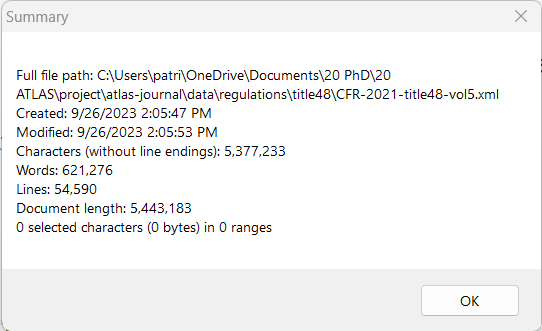 Summary
Full file path: C:\Users\patri\OneDrive\Documents\20 PhD\20
ATLAS\project\atlas-journal\data\regulations\title48\CFR-2021-title48-vol5.xml
Created: 9/26/2023 2:05:47 PM
Modified: 9/26/2023 2:05:53 PM
Characters (without line endings): 5,377,233
Words: 621,276
Lines: 54,590
Document length: 5,443,183
0 selected characters (0 bytes) in 0 ranges
OK